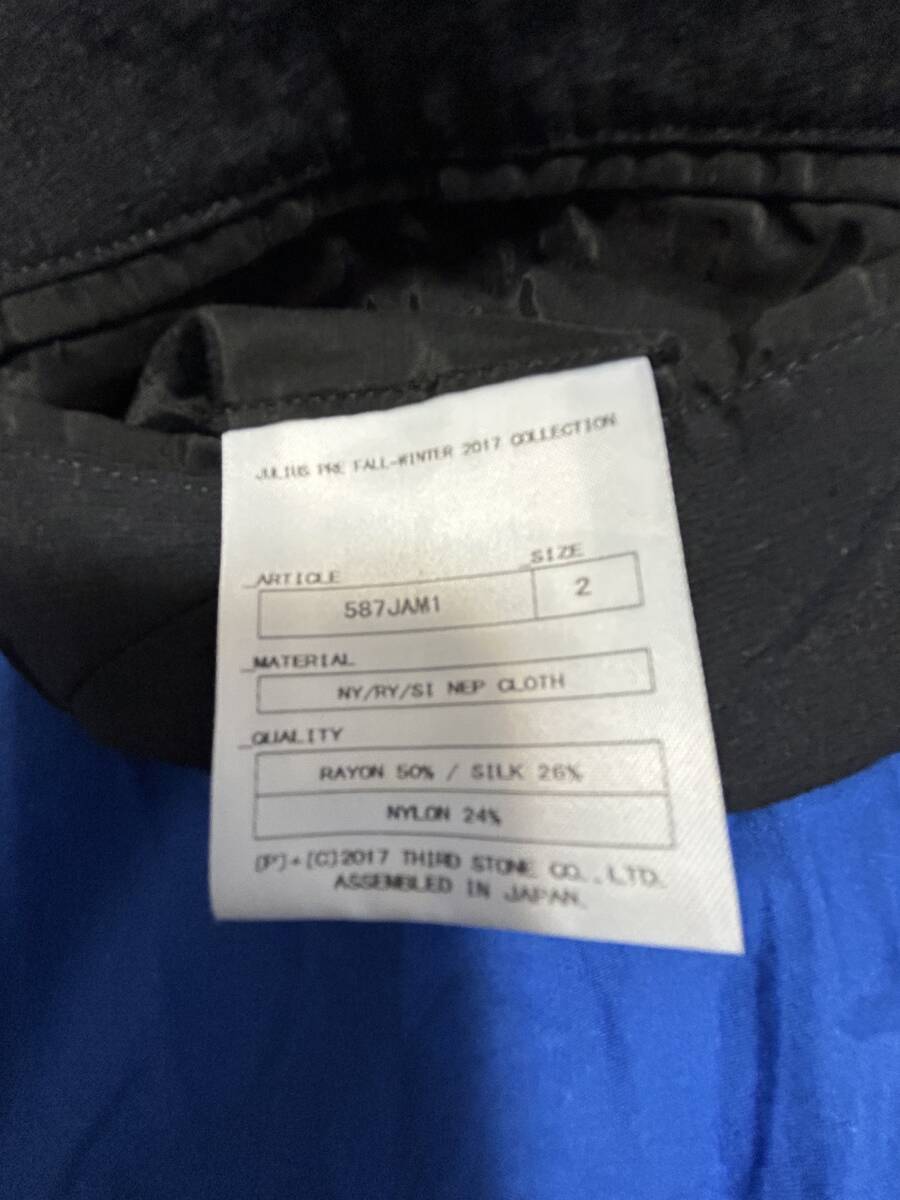 JULIUS PRE FALL-WINTER 2017 COLLECTION
_ARTICLE _SIZE
587JAM1 2
_MATERIAL
NY/RY/SI NEP CLOTH
_QUALITY
RAYON 50% / SILK 26%
NYLON 24%
(P)+(C)2017 THIRD STONE CO.,LTD.
ASSEMBLED IN JAPAN.